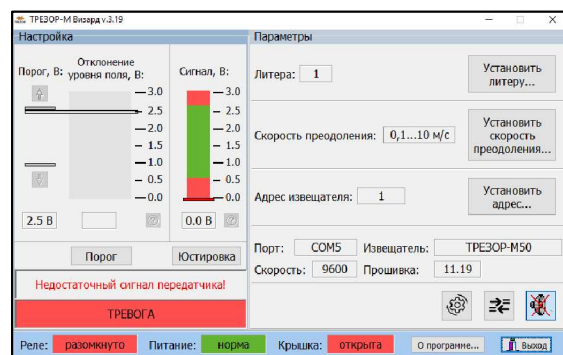 ТРЕЗОР-М Визард v.3.19
Настройка
Порог, В:
Отклонение
уровня поля, В:
Сигнал, В:
3.0
2.5
2.0
1.5
1.0
0.5
0.0
3.0
2.5
2.0
1.5
1.0
0.5
0.0
2.5 В
0.0 В
Порог
Юстировка
Недостаточный сигнал передатчика!
ТРЕВОГА
Параметры
Литера: 1
Установить
литеру...
Скорость преодоления: 0,1...10 м/с
Установить
скорость
преодоления...
Адрес извещателя: 1
Установить
адрес...
Порт: COM5 Извещатель: ТРЕЗОР-М50
Скорость: 9600 Прошивка: 11.19
Реле: разомкнуто Питание: норма Крышка: открыта О программе... Выход